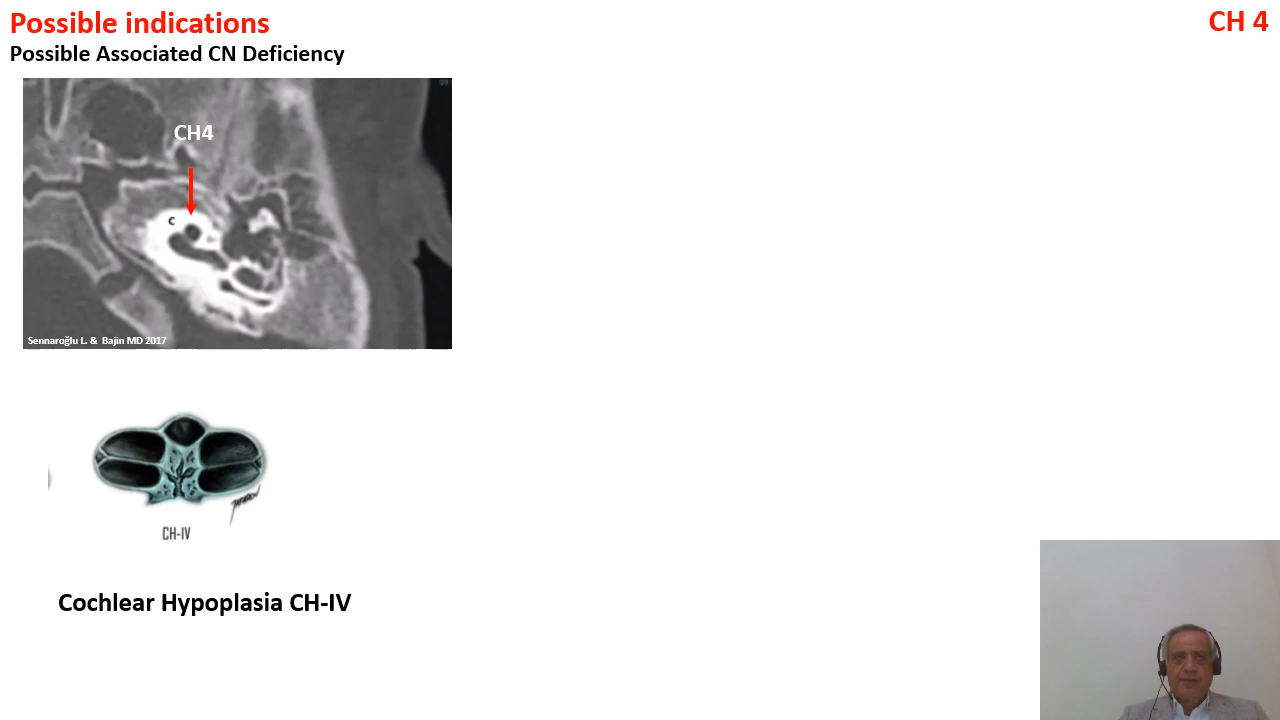 Possible indications
CH 4
Possible Associated CN Deficiency
CH4
c
Sennaroğlu L. & Bajin MD 2017
CH-IV
Cochlear Hypoplasia CH-IV